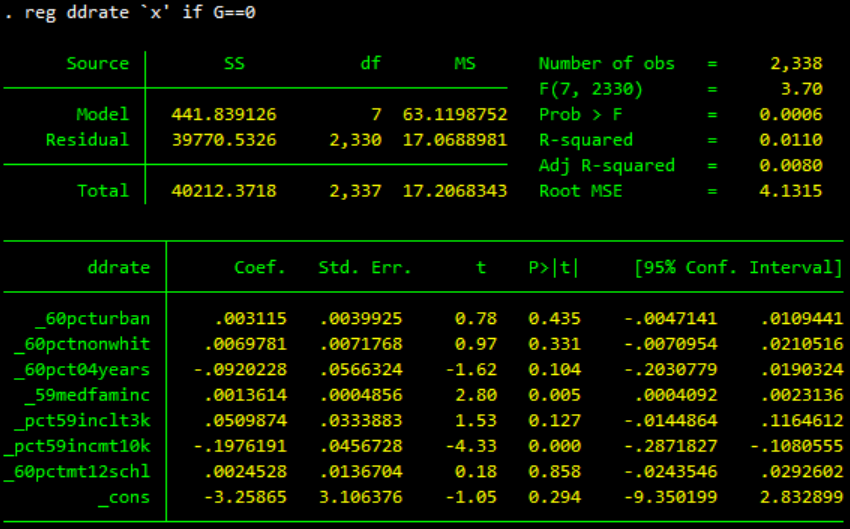 . reg ddrate `x' if G==0
Source SS df MS Number of obs = 2,338
F(7, 2330) = 3.70
Model 441.839126 7 63.1198752 Prob > F = 0.0006
Residual 39770.5326 2,330 17.0688981 R-squared = 0.0110
Adj R-squared = 0.0080
Total 40212.3718 2,337 17.2068343 Root MSE = 4.1315
ddrate Coef. Std. Err. t P>|t| [95% Conf. Interval]
_60pcturban .003115 .0039925 0.78 0.435 -.0047141 .0109441
_60pctnonwhit .0069781 .0071768 0.97 0.331 -.0070954 .0210516
_60pct04years -.0920228 .0566324 -1.62 0.104 -.2030779 .0190324
_59medfaminc .0013614 .0004856 2.80 0.005 .0004092 .0023136
_pct59inclt3k .0509874 .0333883 1.53 0.127 -.0144864 .1164612
_pct59incmt10k -.1976191 .0456728 -4.33 0.000 -.2871827 -.1080555
_60pctmt12schl .0024528 .0136704 0.18 0.858 -.0243546 .0292602
_cons -3.25865 3.106376 -1.05 0.294 -9.350199 2.832899